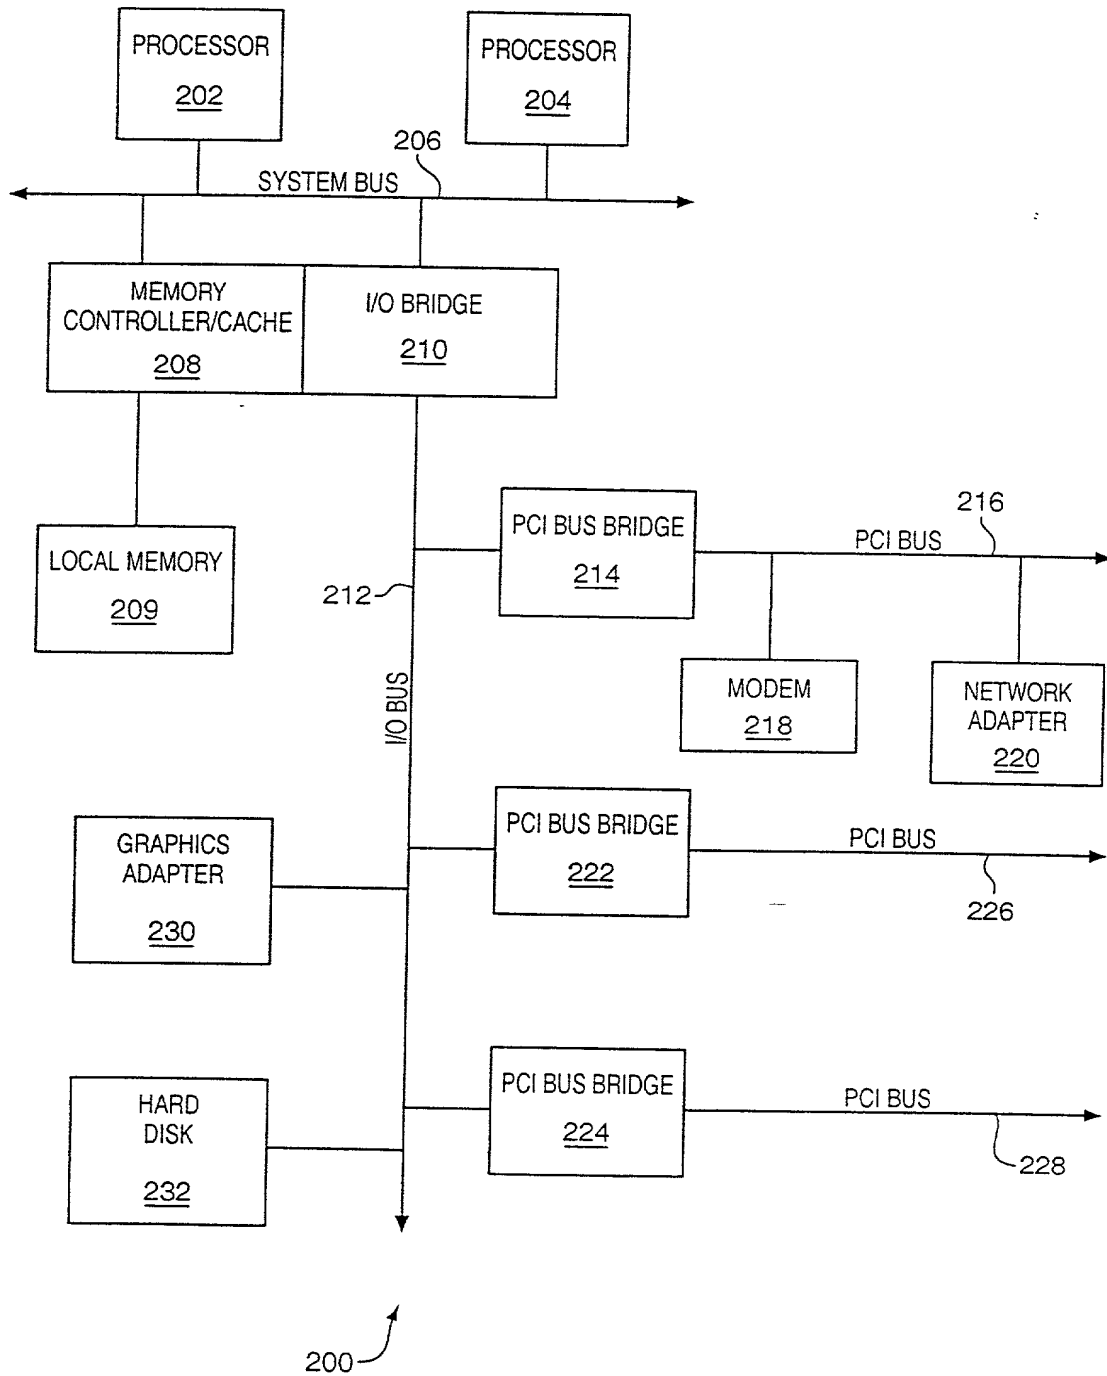 PROCESSOR
202
PROCESSOR
204
206
SYSTEM BUS
MEMORY
CONTROLLER/CACHE
208
I/O BRIDGE
210
LOCAL MEMORY
209
212
I/O BUS
PCI BUS BRIDGE
214
PCI BUS
216
MODEM
218
NETWORK
ADAPTER
220
GRAPHICS
ADAPTER
230
PCI BUS BRIDGE
222
PCI BUS
226
HARD
DISK
232
PCI BUS BRIDGE
224
PCI BUS
228
200